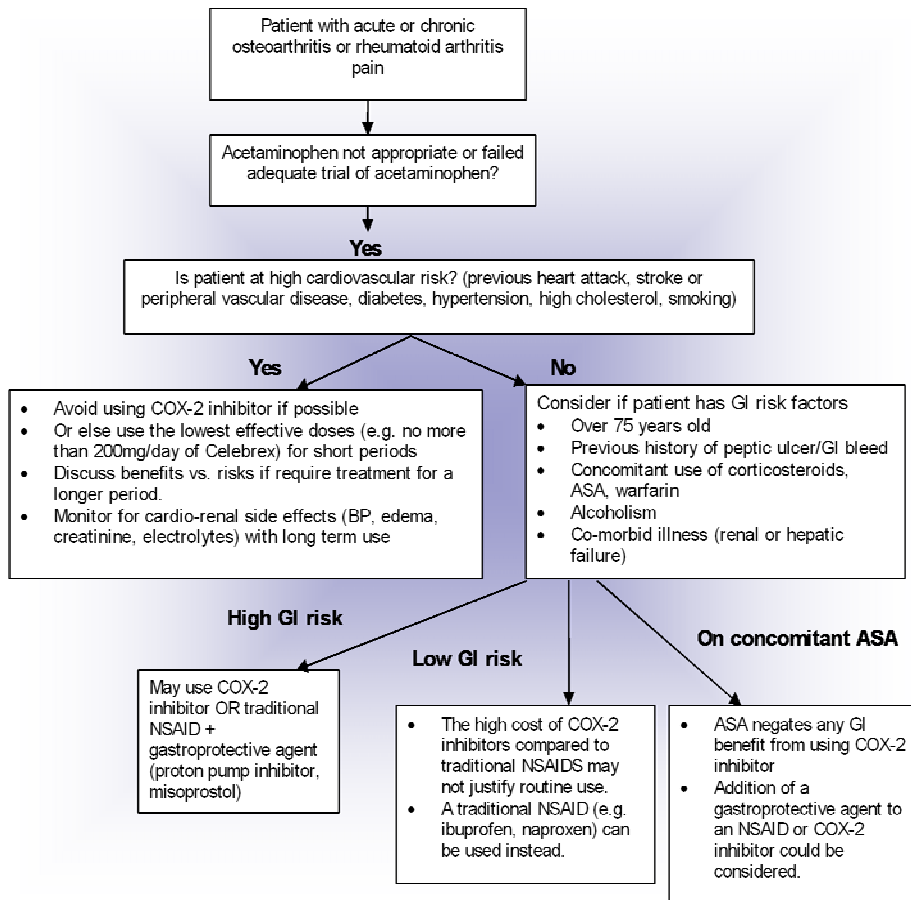 Patient with acute or chronic
osteoarthritis or rheumatoid arthritis
pain
Acetaminophen not appropriate or failed
adequate trial of acetaminophen?
Yes
Is patient at high cardiovascular risk? (previous heart attack, stroke or
peripheral vascular disease, diabetes, hypertension, high cholesterol, smoking)
Yes
No
• Avoid using COX-2 inhibitor if possible
• Or else use the lowest effective doses (e.g. no more
than 200mg/day of Celebrex) for short periods
• Discuss benefits vs. risks if require treatment for a
longer period.
• Monitor for cardio-renal side effects (BP, edema,
creatinine, electrolytes) with long term use
Consider if patient has GI risk factors
• Over 75 years old
• Previous history of peptic ulcer/GI bleed
• Concomitant use of corticosteroids,
ASA, warfarin
• Alcoholism
• Co-morbid illness (renal or hepatic
failure)
High GI risk
Low GI risk
On concomitant ASA
May use COX-2
inhibitor OR traditional
NSAID +
gastroprotective agent
(proton pump inhibitor,
misoprostol)
• The high cost of COX-2
inhibitors compared to
traditional NSAIDS may
not justify routine use.
• A traditional NSAID (e.g.
ibuprofen, naproxen) can
be used instead.
• ASA negates any GI
benefit from using COX-2
inhibitor
• Addition of a
gastroprotective agent to
an NSAID or COX-2
inhibitor could be
considered.